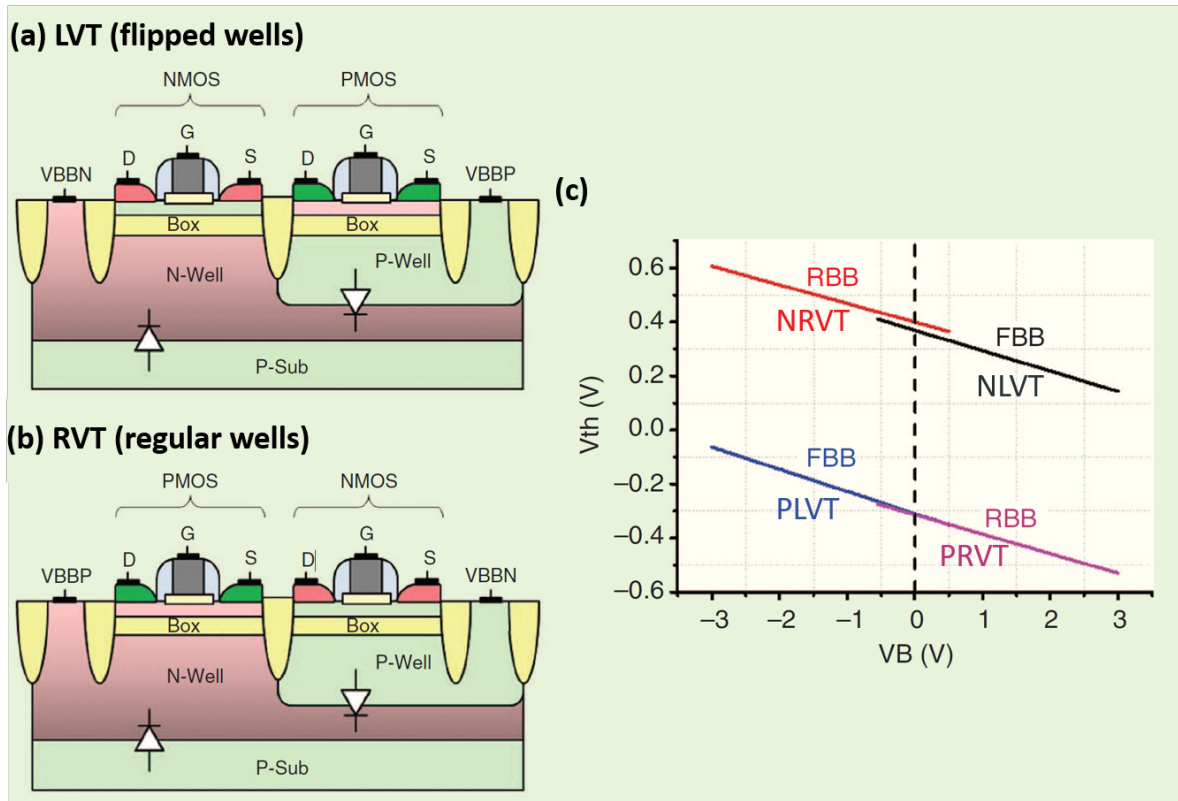 (a) LVT (flipped wells)
NMOS PMOS
G G
D S D S
VBBN VBBP
Box Box
N-Well P-Well
P-Sub
(b) RVT (regular wells)
PMOS NMOS
G G
D S D S
VBBP VBBN
Box Box
N-Well P-Well
P-Sub
(c)
Vth (V)
0.6
0.4
0.2
0.0
−0.2
−0.4
−0.6
RBB
NRVT
FBB
NLVT
FBB
PLVT
RBB
PRVT
−3 −2 −1 0 1 2 3
VB (V)